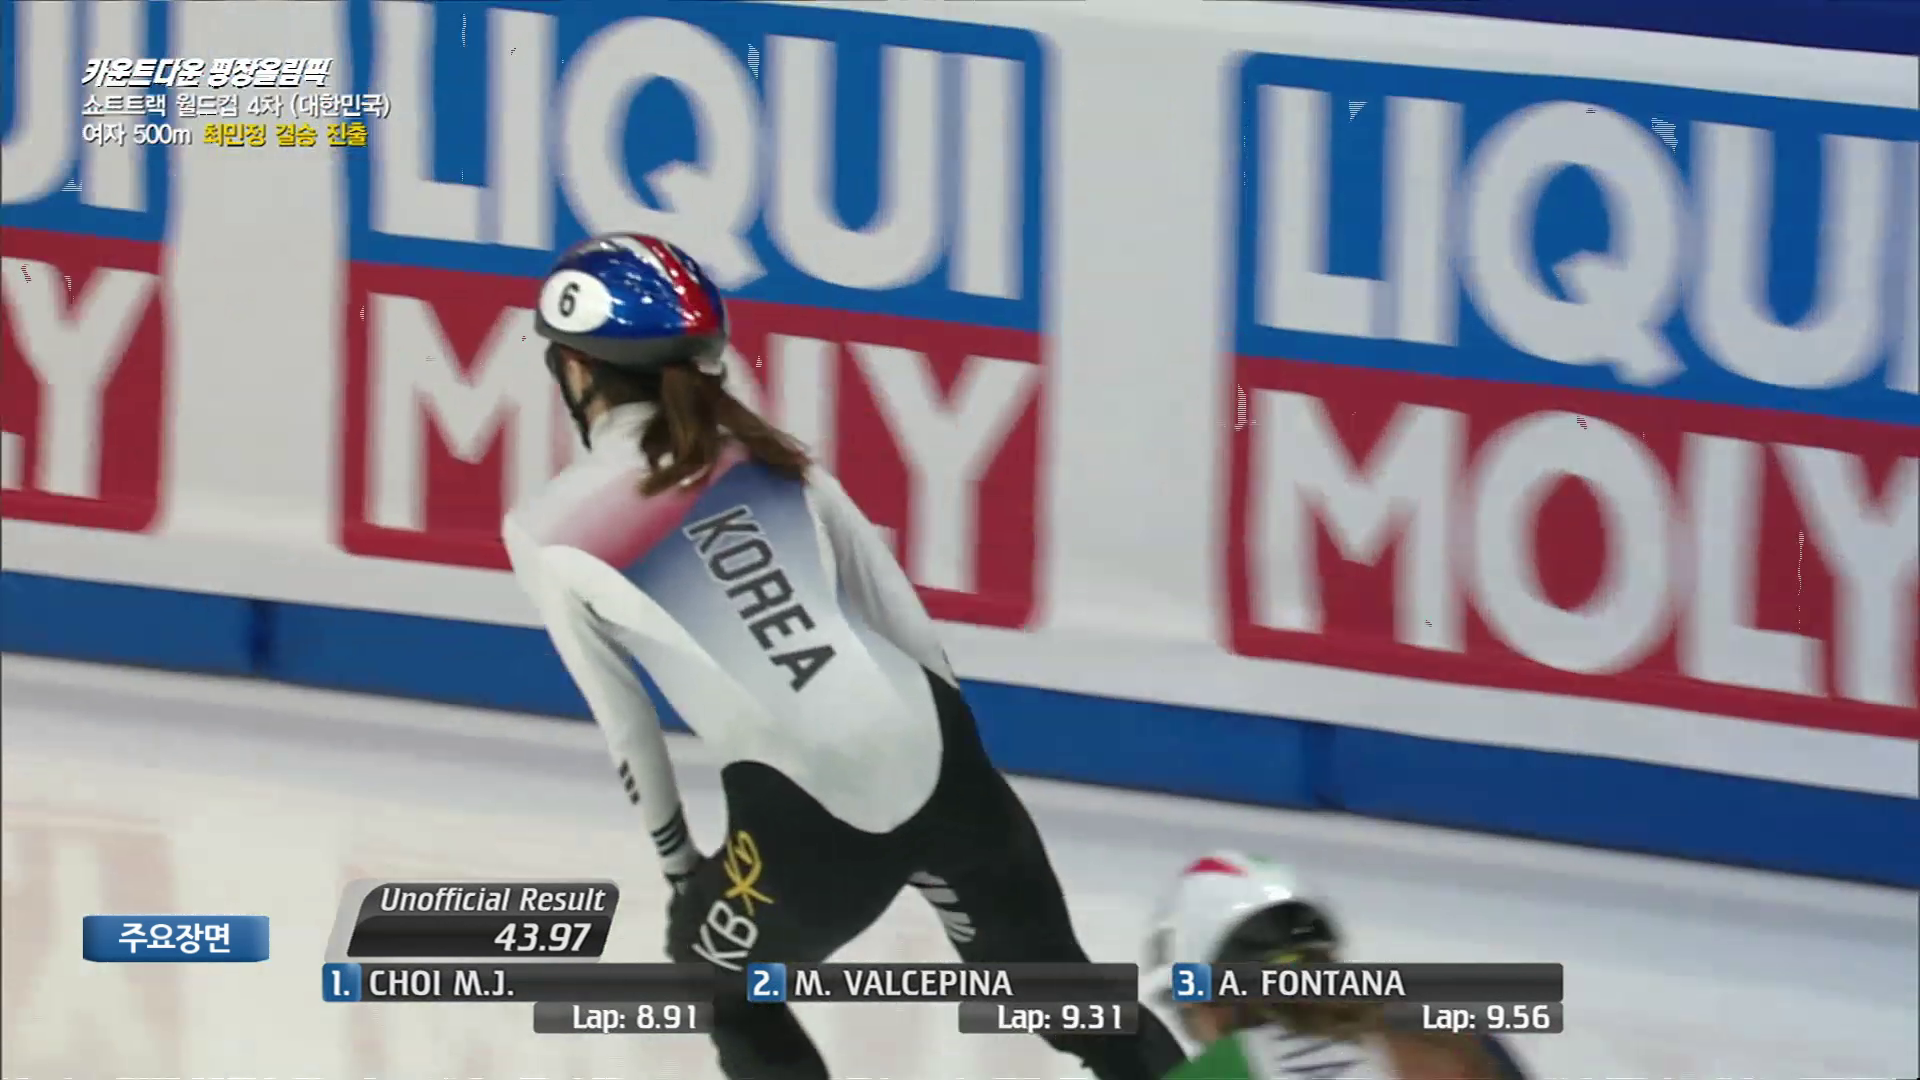 카운트다운 평창올림픽
쇼트트랙 월드컵 4차 (대한민국)
여자 500m 최민정 결승 진출
UI
LIQUI
LIQUI
LY
MOLY
MOLY
6
KOREA
KB
주요장면
Unofficial Result
43.97
1. CHOI M.J.
Lap: 8.91
2. M. VALCEPINA
Lap: 9.31
3. A. FONTANA
Lap: 9.56